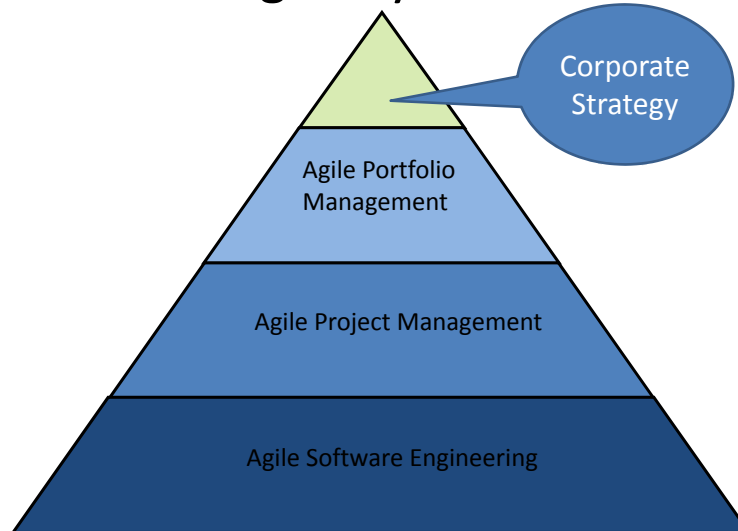 Corporate
Strategy
Agile Portfolio
Management
Agile Project Management
Agile Software Engineering